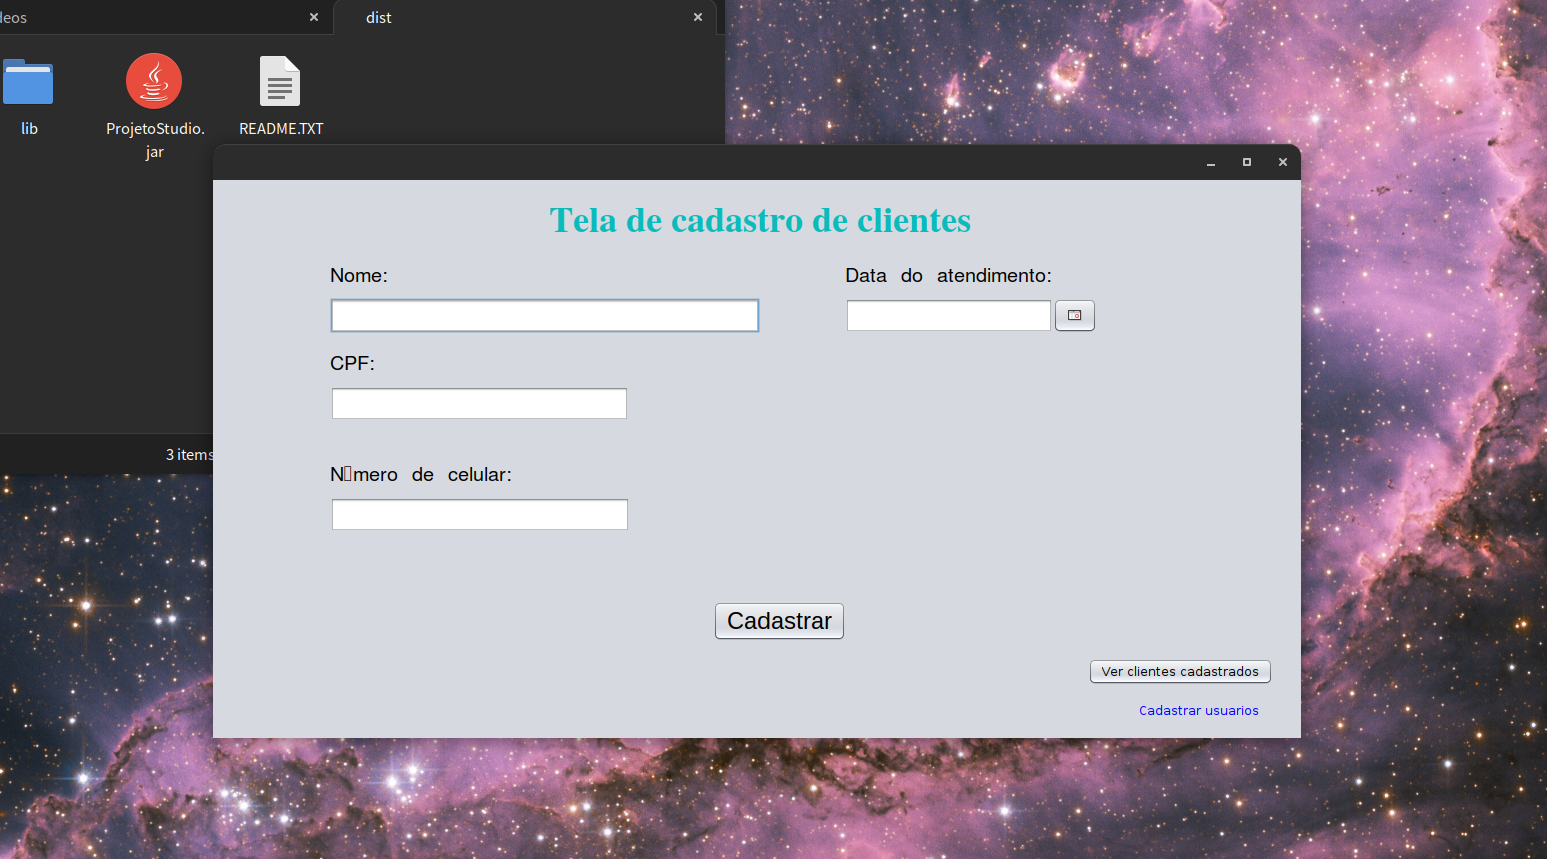 deos
dist
lib
ProjetoStudio.
jar
README.TXT
3 items
Tela de cadastro de clientes
Nome:
Data do atendimento:
CPF:
N▯mero de celular:
Cadastrar
Ver clientes cadastrados
Cadastrar usuarios